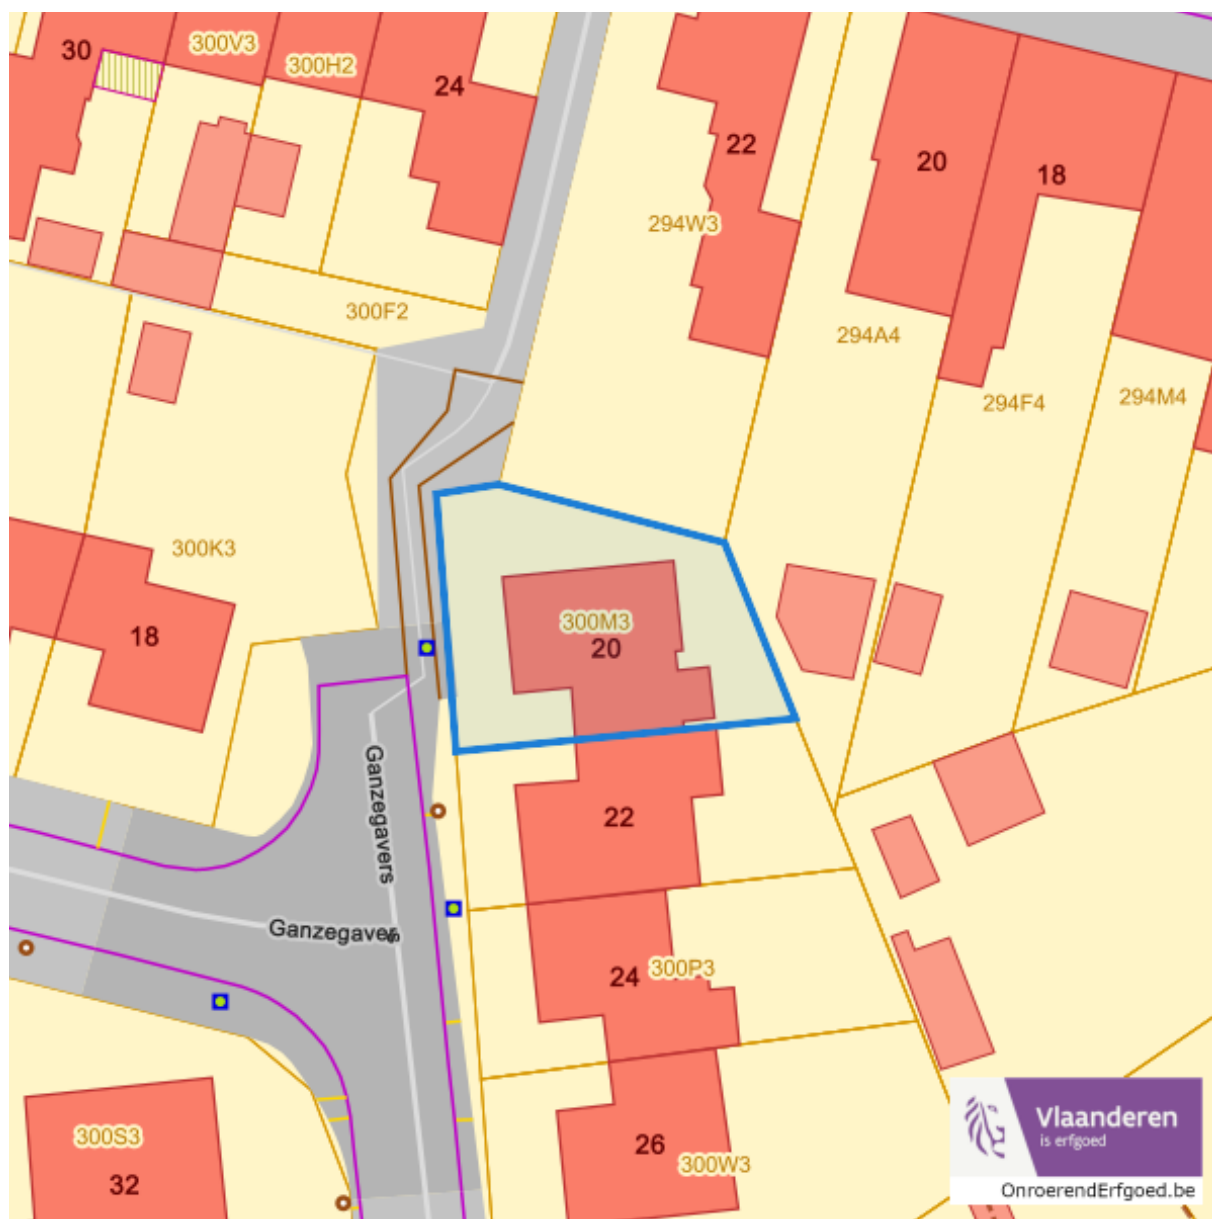 30
300V3
300H2
24
22
20
18
294W3
300F2
294A4
294F4
294M4
300K3
18
300M3
20
Ganzegavers
22
Ganzegavers
24
300P3
300S3
32
26
300W3
Vlaanderen
is erfgoed
OnroerendErfgoed.be